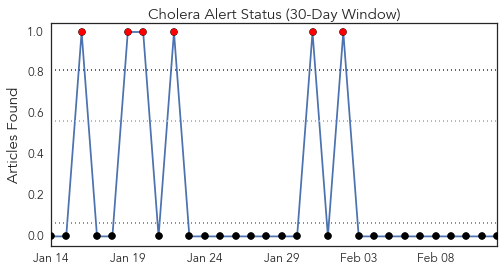 Cholera Alert Status (30-Day Window)
Articles Found
1.0
0.8
0.6
0.4
0.2
0.0
Jan 14 Jan 19 Jan 24 Jan 29 Feb 03 Feb 08